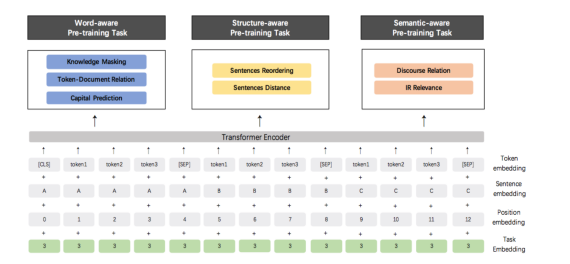 Word-aware
Pre-training Task
Structure-aware
Pre-training Task
Semantic-aware
Pre-training Task
Knowledge Masking
Token-Document Relation
Capital Prediction
Sentences Reordering
Sentences Distance
Discourse Relation
IR Relevance
Transformer Encoder
[CLS] token1 token2 token3 [SEP] token1 token2 token3 [SEP] token1 token2 token3 [SEP]
Token
embedding
+ + + + + + + + + + + + +
A A A A A B B B B C C C C
Sentence
embedding
+ + + + + + + + + + + + +
0 1 2 3 4 5 6 7 8 9 10 11 12
Position
embedding
+ + + + + + + + + + + + +
3 3 3 3 3 3 3 3 3 3 3 3 3
Task
Embedding